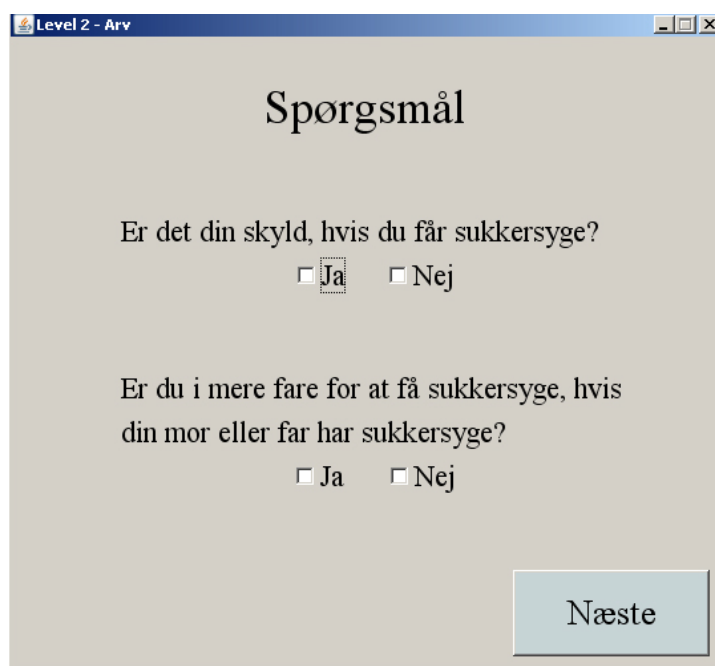 Level 2 - Arv
Spørgsmål
Er det din skyld, hvis du får sukkersyge?
Ja Nej
Er du i mere fare for at få sukkersyge, hvis
din mor eller far har sukkersyge?
Ja Nej
Næste